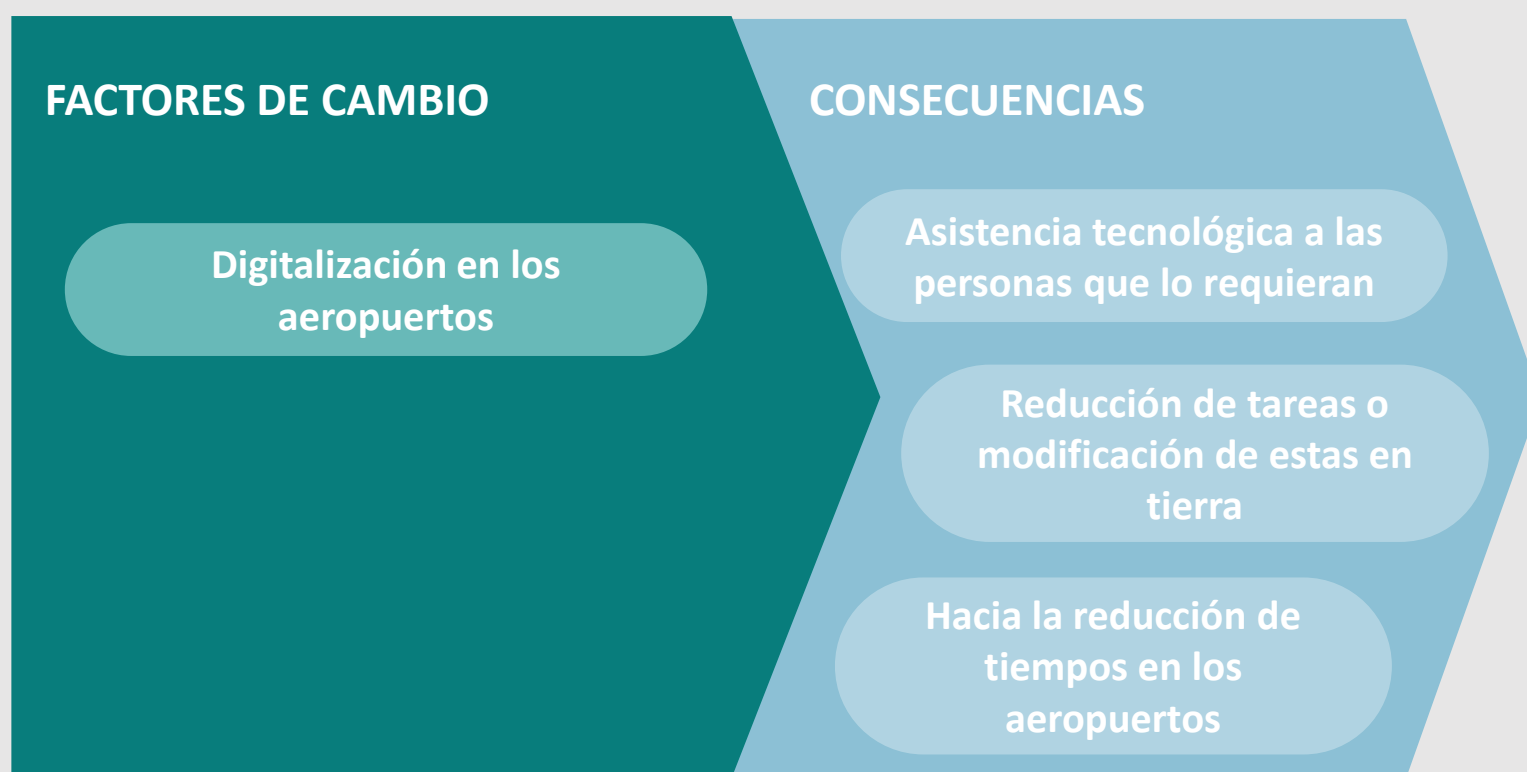 FACTORES DE CAMBIO
Digitalización en los
aeropuertos
CONSECUENCIAS
Asistencia tecnológica a las
personas que lo requieran
Reducción de tareas o
modificación de estas en
tierra
Hacia la reducción de
tiempos en los
aeropuertos